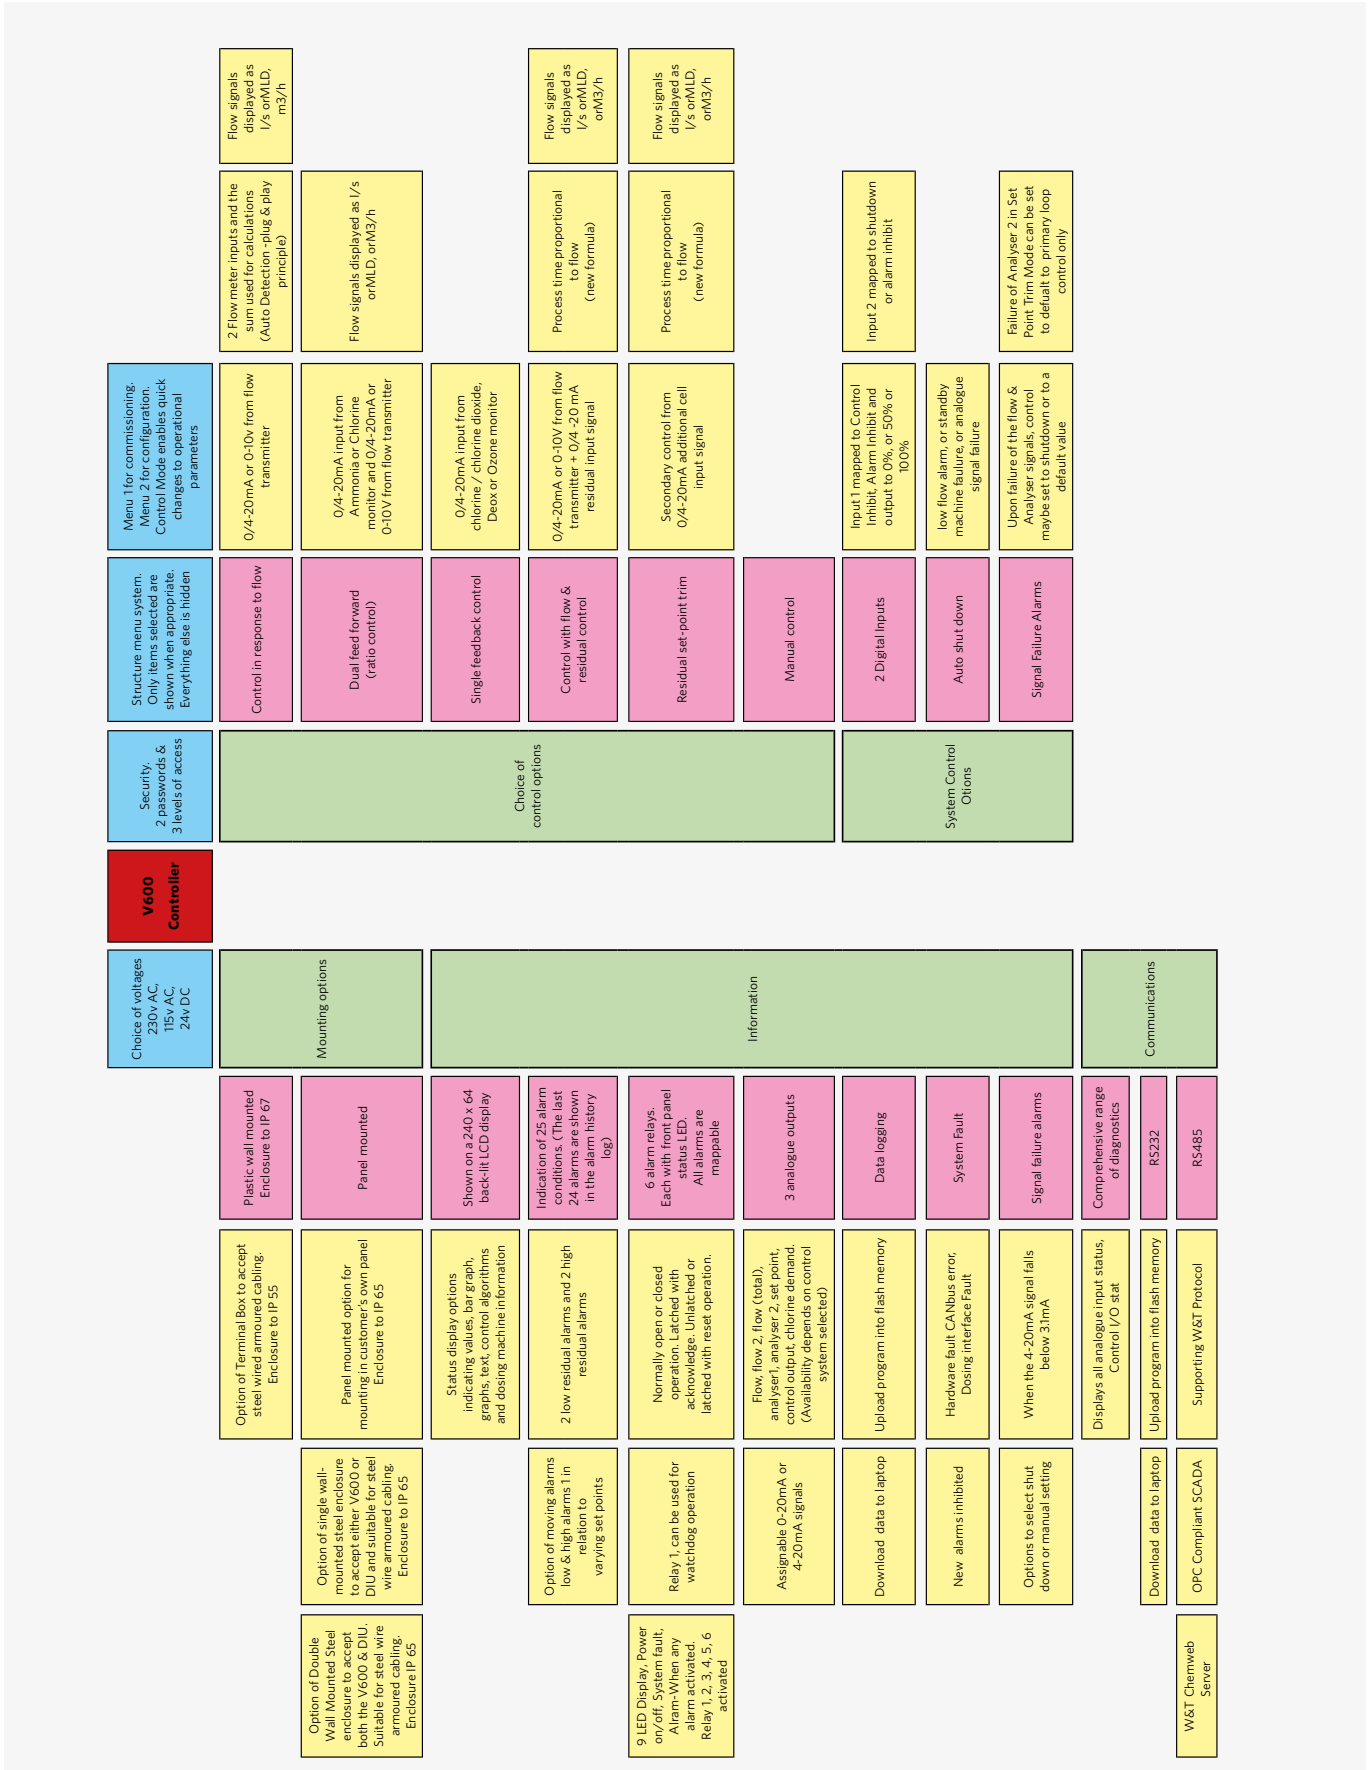 Choice of voltages
230v AC,
115v AC,
24v DC
V600
Controller
Security.
2 passwords &
3 levels of access
Structure menu system.
Only items selected are
shown when appropriate.
Everything else is hidden
Menu 1 for commissioning.
Menu 2 for configuration.
Control Mode enables quick
changes to operational
parameters
Option of Terminal Box to accept
steel wired armoured cabling.
Enclosure to IP 55
Plastic wall mounted
Enclosure to IP 67
Mounting options
Choice of
control options
Control in response to flow
0/4-20mA or 0-10v from flow
transmitter
2 Flow meter inputs and the
sum used for calculations
(Auto Detection -plug & play
principle)
Flow signals
displayed as
l/s orMLD,
m3/h
Option of Double
Wall Mounted Steel
enclosure to accept
both the V600 & DIU.
Suitable for steel wire
armoured cabling.
Enclosure IP 65
Option of single wall-
mounted steel enclosure
to accept either V600 or
DIU and suitable for steel
wire armoured cabling.
Enclosure to IP 65
Panel mounted option for
mounting in customer's own panel
Enclosure to IP 65
Panel mounted
Dual feed forward
(ratio control)
0/4-20mA input from
Ammonia or Chlorine
monitor and 0/4-20mA or
0-10V from flow transmitter
Flow signals displayed as l/s
orMLD, orM3/h
Status display options
indicating values, bar graph,
graphs, text, control algorithms
and dosing machine information
Shown on a 240 x 64
back-lit LCD display
Information
Single feedback control
0/4-20mA input from
chlorine / chlorine dioxide,
Deox or Ozone monitor
Option of moving alarms
low & high alarms 1 in
relation to
varying set points
2 low residual alarms and 2 high
residual alarms
Indication of 25 alarm
conditions. (The last
24 alarms are shown
in the alarm history
log)
Control with flow &
residual control
0/4-20mA or 0-10V from flow
transmitter + 0/4 -20 mA
residual input signal
Process time proportional
to flow
(new formula)
Flow signals
displayed as
l/s orMLD,
orM3/h
9 LED Display, Power
on/off, System fault,
Alram-When any
alarm activated.
Relay 1, 2, 3, 4, 5, 6
activated
Relay 1, can be used for
watchdog operation
Normally open or closed
operation. Latched with
acknowledge. Unlatched or
latched with reset operation.
6 alarm relays.
Each with front panel
status LED.
All alarms are
mappable
Residual set-point trim
Secondary control from
0/4-20mA additional cell
input signal
Process time proportional
to flow
(new formula)
Flow signals
displayed as
l/s orMLD,
orM3/h
Assignable 0-20mA or
4-20mA signals
Flow, flow 2, flow (total),
analyser1, analyser 2, set point,
control output, chlorine demand.
(Availability depends on control
system selected)
3 analogue outputs
Manual control
Download data to laptop
Upload program into flash memory
Data logging
System Control
Otions
2 Digital Inputs
Input 1 mapped to Control
Inhibit, Alarm Inhibit and
output to 0%, or 50% or
100%
Input 2 mapped to shutdown
or alarm inhibit
New alarms inhibited
Hardware fault CANbus error,
Dosing interface Fault
System Fault
Auto shut down
low flow alarm, or standby
machine faulure, or analogue
signal failure
Options to select shut
down or manual setting
When the 4-20mA signal falls
below 3.1mA
Signal failure alarms
Signal Failure Alarms
Upon failure of the flow &
Analyser signals, control
maybe set to shutdown or to a
default value
Failure of Analyser 2 in Set
Point Trim Mode can be set
to defualt to primary loop
control only
Displays all analogue input status,
Control I/O stat
Comprehensive range
of diagnostics
Communications
Download data to laptop
Upload program into flash memory
RS232
W&T Chemweb
Server
OPC Compliant SCADA
Supporting W&T Protocol
RS485